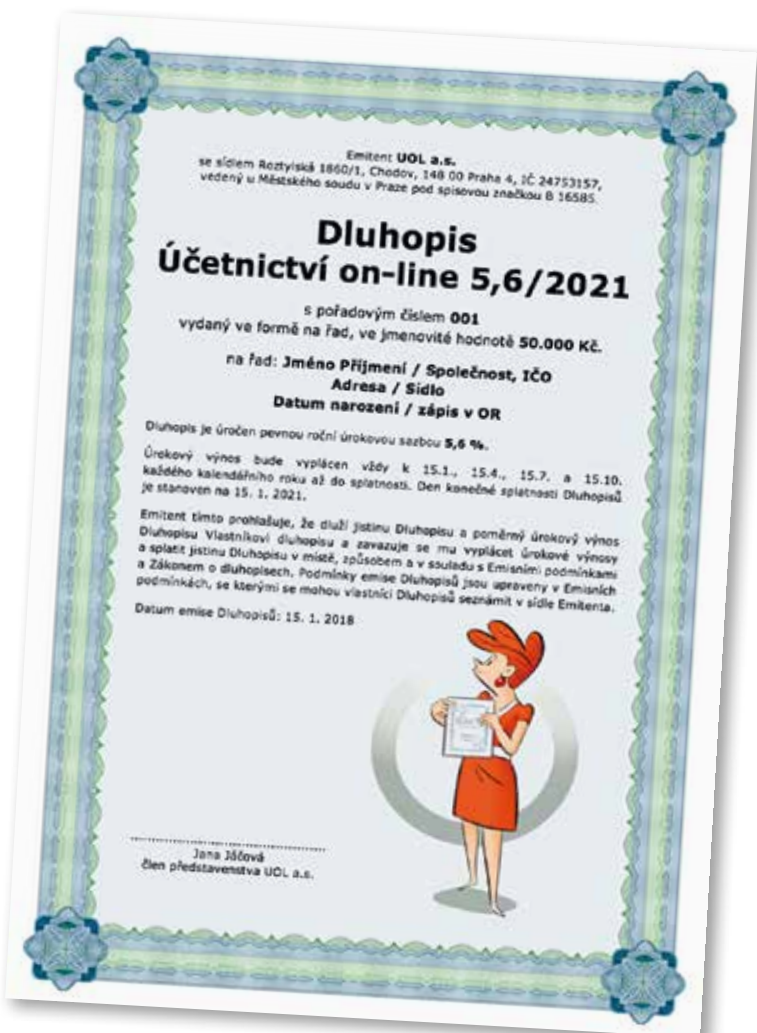 Emitent UOL a.s.
se sídlem Roztylská 1860/1, Chodov, 148 00 Praha 4, IČ 24753157,
vedený u Městského soudu v Praze pod spisovou značkou B 16585.
Dluhopis
Účetnictví on-line 5,6/2021
s pořadovým číslem 001
vydaný ve formě na řad, ve jmenovité hodnotě 50.000 Kč.
na řad: Jméno Příjmení / Společnost, IČO
Adresa / Sídlo
Datum narození / zápis v OR
Dluhopis je úročen pevnou roční úrokovou sazbou 5,6 %.
Úrokový výnos bude vyplácen vždy k 15.1., 15.4., 15.7. a 15.10.
každého kalendářního roku až do splatnosti. Den konečné splatnosti Dluhopisů
je stanoven na 15. 1. 2021.
Emitent tímto prohlašuje, že dluží jistinu Dluhopisu a poměrný úrokový výnos
Dluhopisu Vlastníkovi dluhopisu a zavazuje se mu vyplácet úrokové výnosy
a splatit jistinu Dluhopisu v místě, způsobem a v souladu s Emisními podmínkami
a Zákonem o dluhopisech. Podmínky emise Dluhopisů jsou upraveny v Emisních
podmínkách, se kterými se mohou vlastníci Dluhopisů seznámit v sídle Emitenta.
Datum emise Dluhopisů: 15. 1. 2018
Jana Jáčová
člen představenstva UOL a.s.